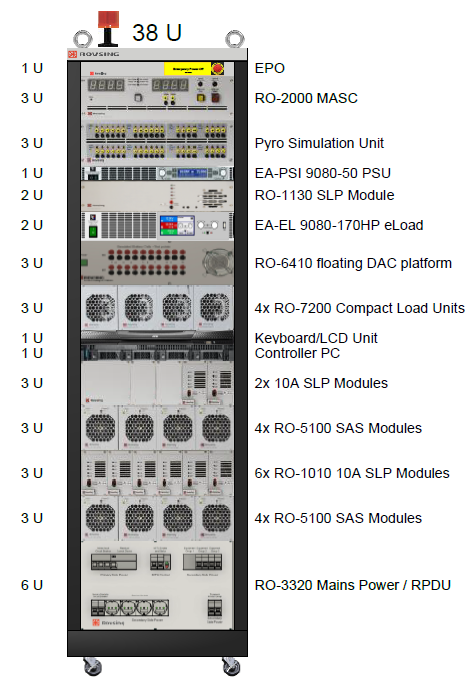 38 U
ROVSING
1 U EPO
Emergency Power Off
3 U RO-2000 MASC
3 U Pyro Simulation Unit
1 U EA-PSI 9080-50 PSU
2 U RO-1130 SLP Module
2 U EA-EL 9080-170HP eLoad
3 U RO-6410 floating DAC platform
3 U 4x RO-7200 Compact Load Units
1 U Keyboard/LCD Unit
1 U Controller PC
3 U 2x 10A SLP Modules
3 U 4x RO-5100 SAS Modules
3 U 6x RO-1010 10A SLP Modules
3 U 4x RO-5100 SAS Modules
6 U RO-3320 Mains Power / RPDU
ROVSING